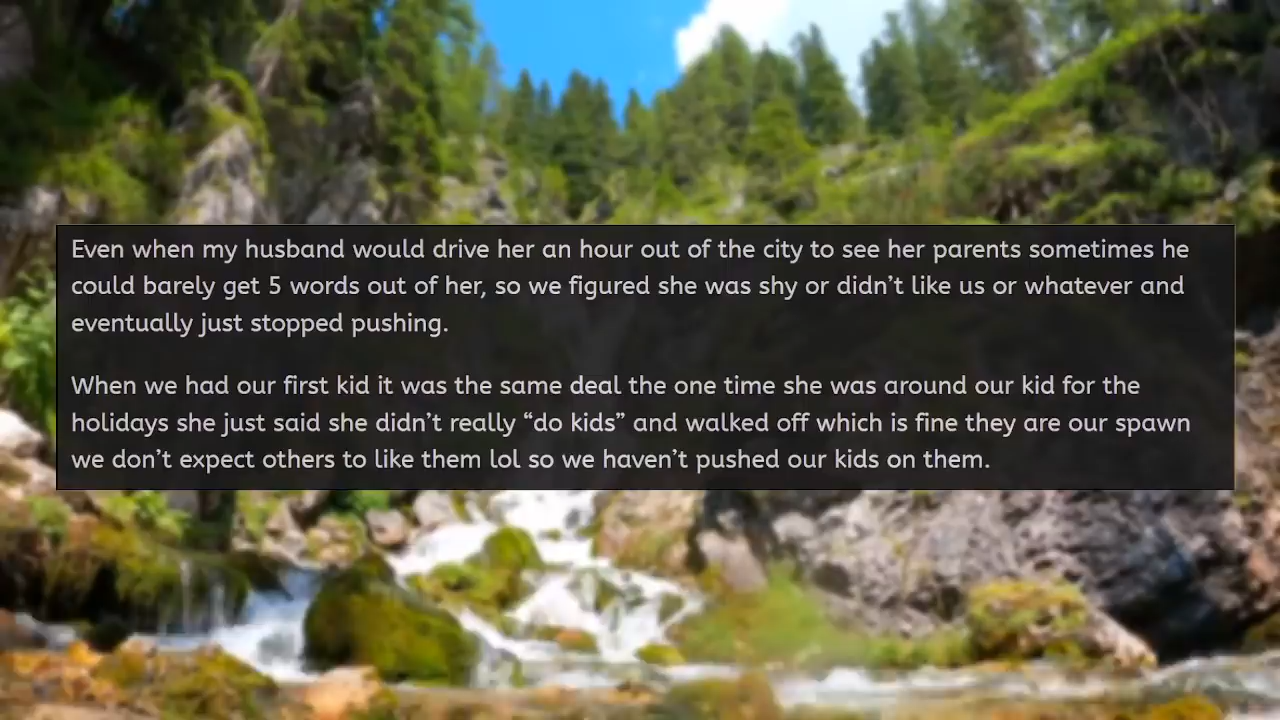 Even when my husband would drive her an hour out of the city to see her parents sometimes he
could barely get 5 words out of her, so we figured she was shy or didn’t like us or whatever and
eventually just stopped pushing.
When we had our first kid it was the same deal the one time she was around our kid for the
holidays she just said she didn’t really “do kids” and walked off which is fine they are our spawn
we don’t expect others to like them lol so we haven’t pushed our kids on them.